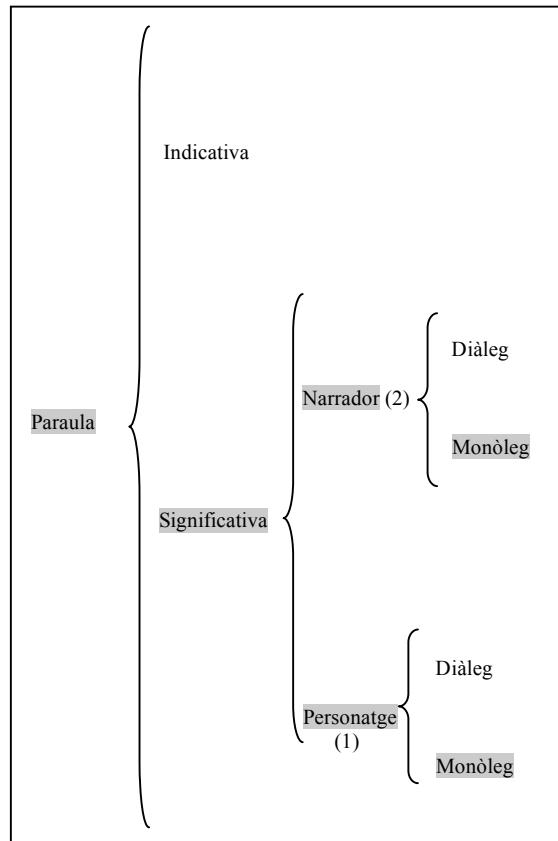 Indicativa
Diàleg
Narrador (2)
Paraula
Monòleg
Significativa
Diàleg
Personatge
(1)
Monòleg